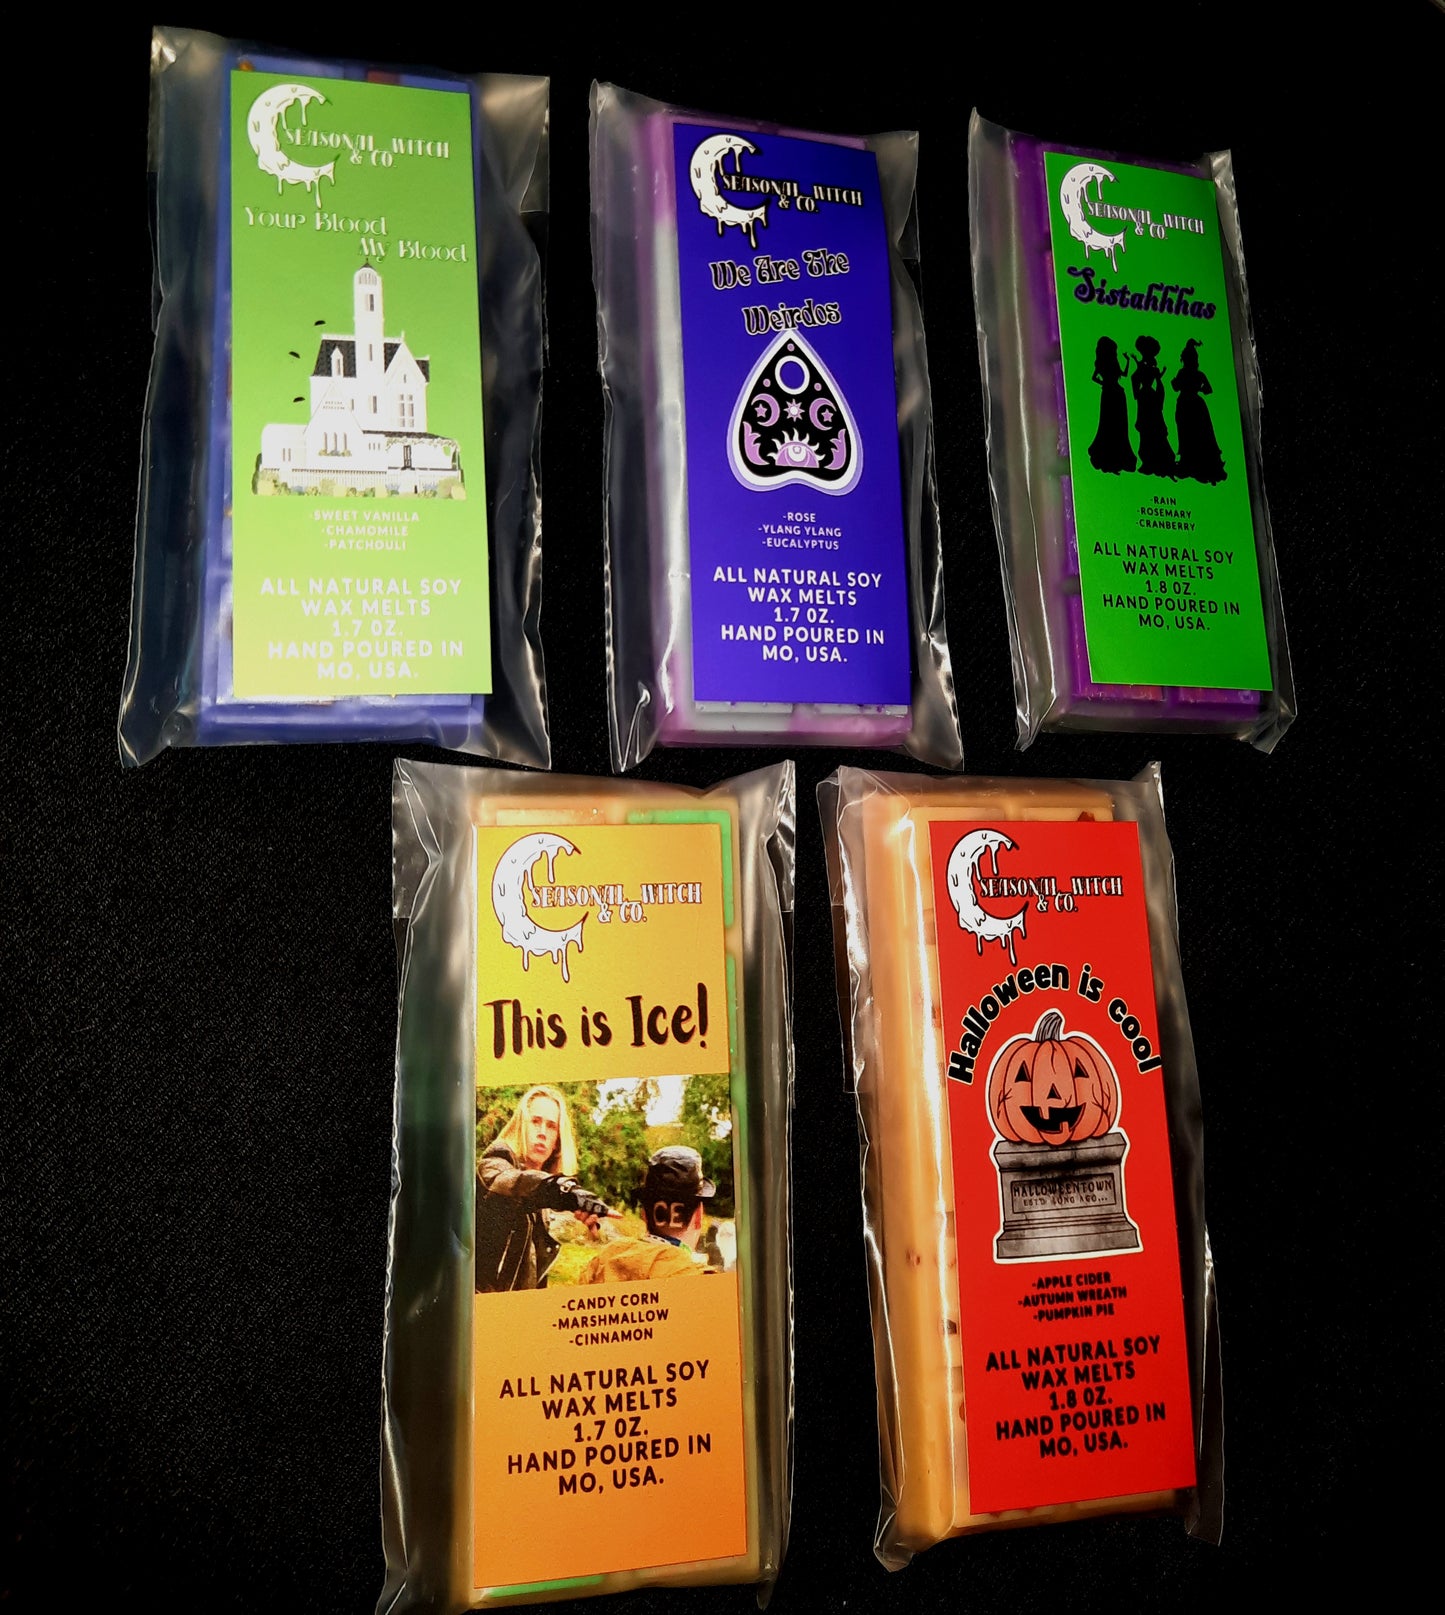 SEASONAL WITCH
& CO.
Your Blood
My Blood
-SWEET VANILLA
-CHAMOMILE
-PATCHOULI
ALL NATURAL SOY
WAX MELTS
1.7 OZ.
HAND POURED IN
MO, USA.
SEASONAL WITCH
& CO.
We Are The
Weirdos
-ROSE
-YLANG YLANG
-EUCALYPTUS
ALL NATURAL SOY
WAX MELTS
1.7 OZ.
HAND POURED IN
MO, USA.
SEASONAL WITCH
& CO.
Sistahhhas
-RAIN
-ROSEMARY
-CRANBERRY
ALL NATURAL SOY
WAX MELTS
1.8 OZ.
HAND POURED IN
MO, USA.
SEASONAL WITCH
& CO.
This is Ice!
CE
-CANDY CORN
-MARSHMALLOW
-CINNAMON
ALL NATURAL SOY
WAX MELTS
1.7 OZ.
HAND POURED IN
MO, USA.
SEASONAL WITCH
& CO.
Halloween is cool
HALLOWEENTOWN
ESTD LONG AGO...
-APPLE CIDER
-AUTUMN WREATH
-PUMPKIN PIE
ALL NATURAL SOY
WAX MELTS
1.8 OZ.
HAND POURED IN
MO, USA.